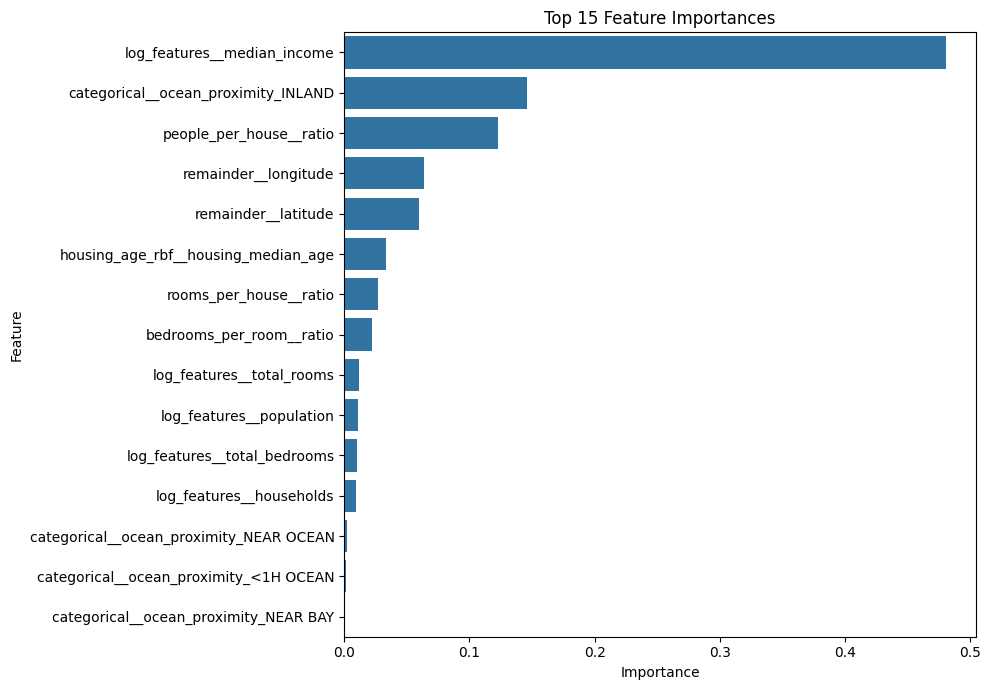 Top 15 Feature Importances
Feature
log_features__median_income
categorical__ocean_proximity_INLAND
people_per_house__ratio
remainder__longitude
remainder__latitude
housing_age_rbf__housing_median_age
rooms_per_house__ratio
bedrooms_per_room__ratio
log_features__total_rooms
log_features__population
log_features__total_bedrooms
log_features__households
categorical__ocean_proximity_NEAR OCEAN
categorical__ocean_proximity_<1H OCEAN
categorical__ocean_proximity_NEAR BAY
0.0 0.1 0.2 0.3 0.4 0.5
Importance